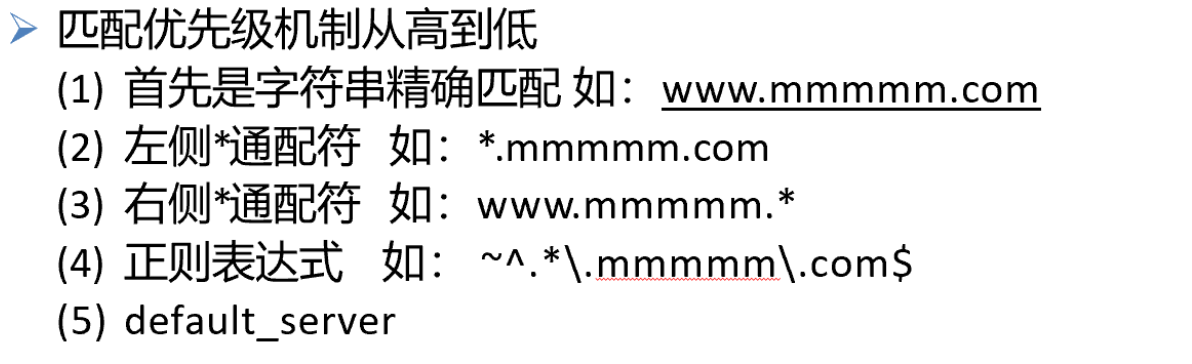 ➢ 匹配优先级机制从高到低
(1) 首先是字符串精确匹配 如：www.mmmmm.com
(2) 左侧*通配符 如：*.mmmmm.com
(3) 右侧*通配符 如：www.mmmmm.*
(4) 正则表达式 如： ~^.*\.mmmmm\.com$
(5) default_server